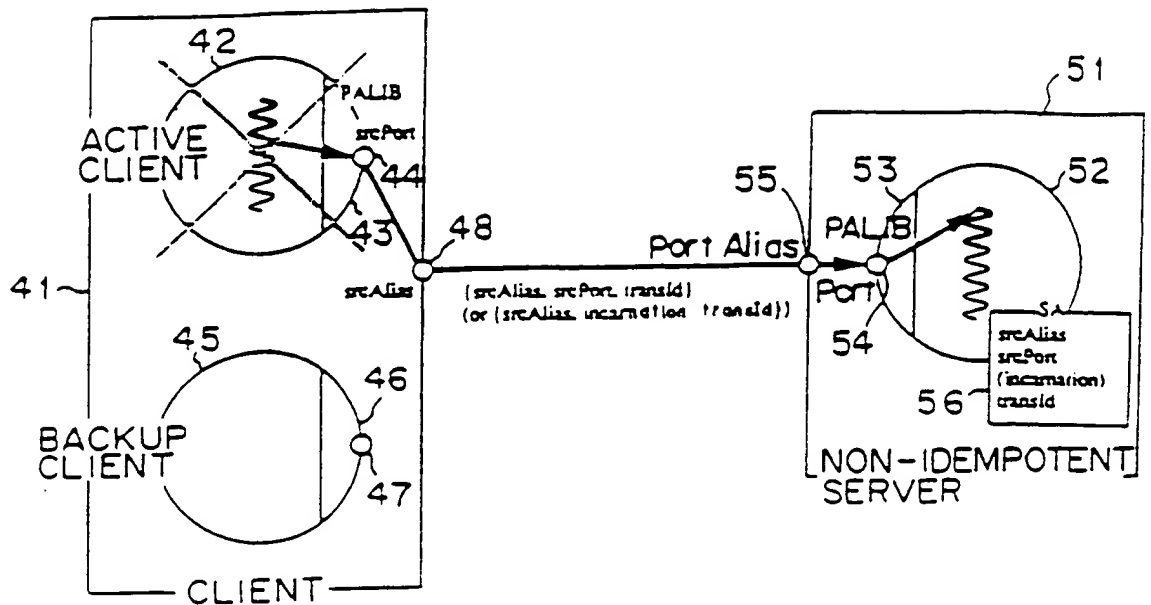 42
PALIB
srcPort
ACTIVE
CLIENT
44
43
48
41
srcAlias
45
46
BACKUP
CLIENT
47
CLIENT
Port Alias
(srcAlias, srcPort, transId)
(or (srcAlias, incarnation, transId))
51
55
53
52
PALIB
Port
54
srcAlias
srcPort
(incarnation)
transId
56
NON-IDEMPOTENT
SERVER